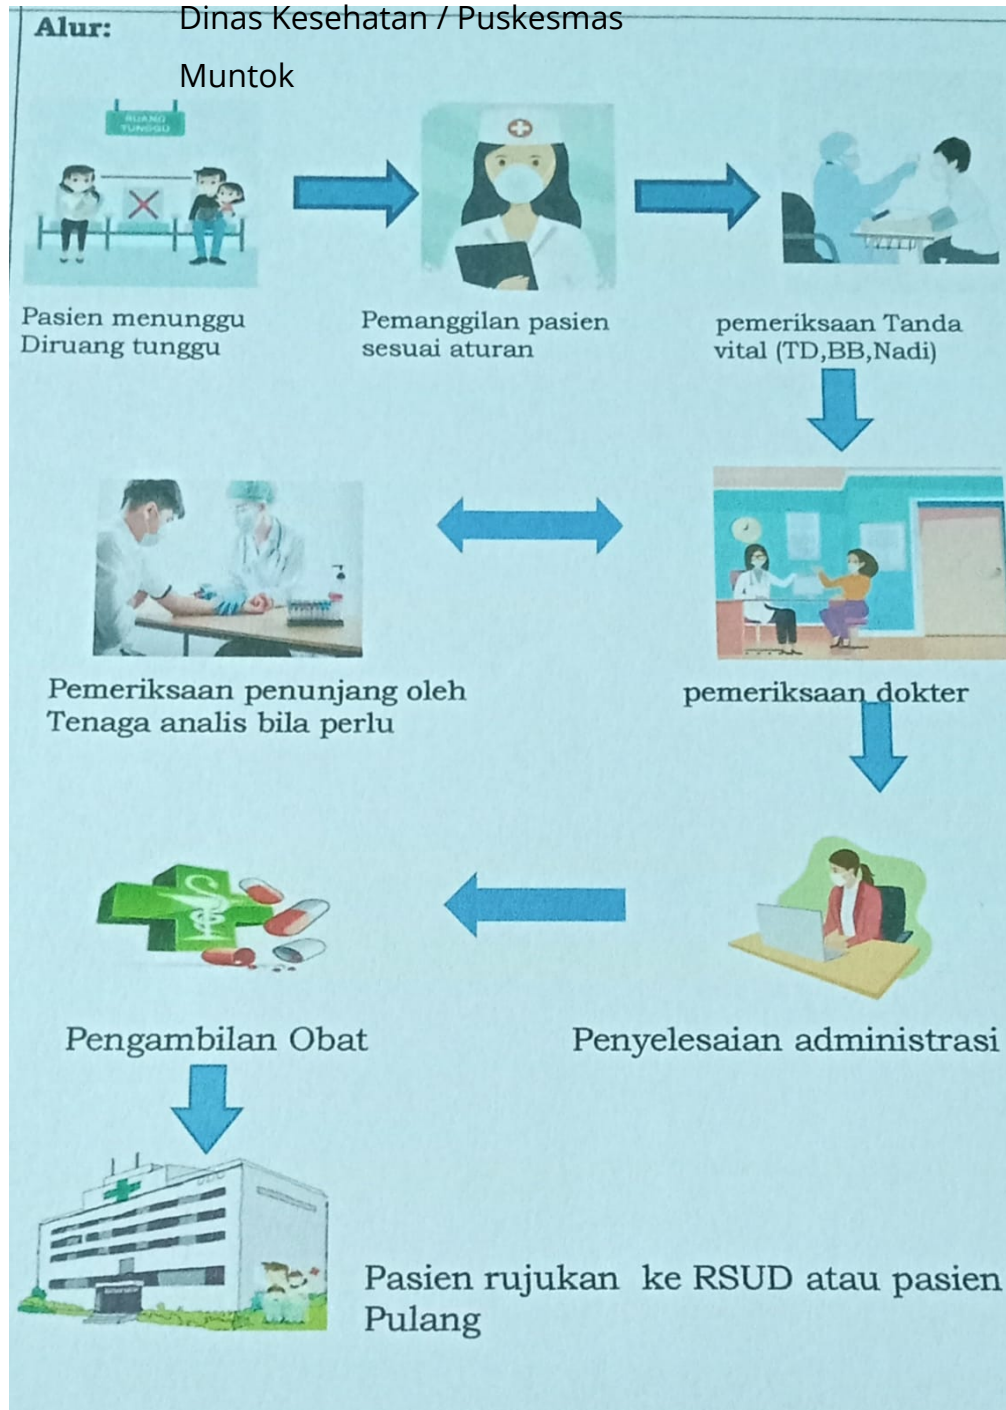 Alur:
Dinas Kesehatan / Puskesmas
Muntok
RUANG
TUNGGU
Pasien menunggu
Diruang tunggu
Pemanggilan pasien
sesuai aturan
pemeriksaan Tanda
vital (TD,BB,Nadi)
Pemeriksaan penunjang oleh
Tenaga analis bila perlu
pemeriksaan dokter
Pengambilan Obat
Penyelesaian administrasi
Pasien rujukan ke RSUD atau pasien
Pulang